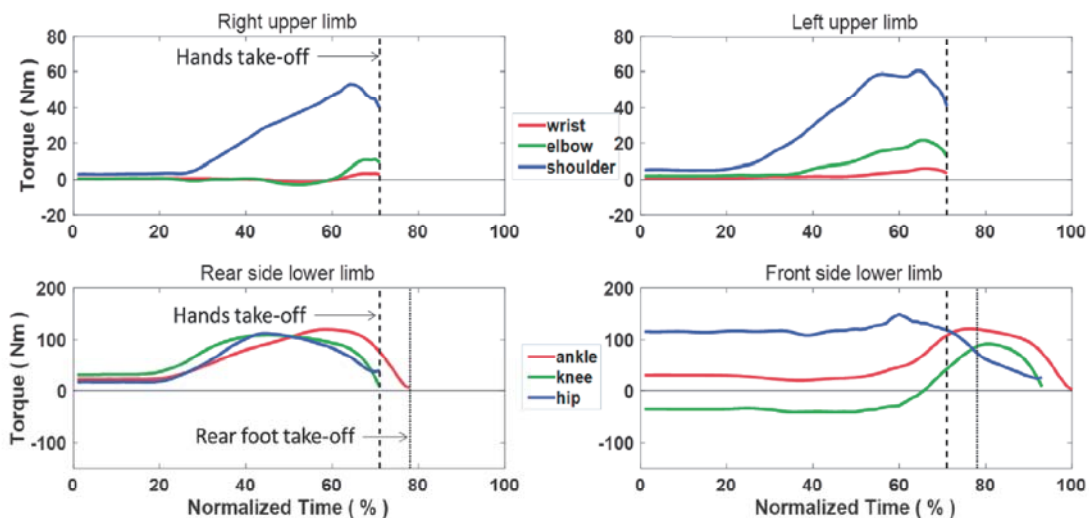 Right upper limb
Left upper limb
Torque ( Nm )
80
60
40
20
0
-20
Hands take-off
0 20 40 60 80 100
wrist
elbow
shoulder
80
60
40
20
0
-20
0 20 40 60 80 100
Rear side lower limb
Front side lower limb
Torque ( Nm )
200
100
0
-100
Hands take-off
Rear foot take-off
0 20 40 60 80 100
Normalized Time ( % )
ankle
knee
hip
200
100
0
-100
0 20 40 60 80 100
Normalized Time ( % )